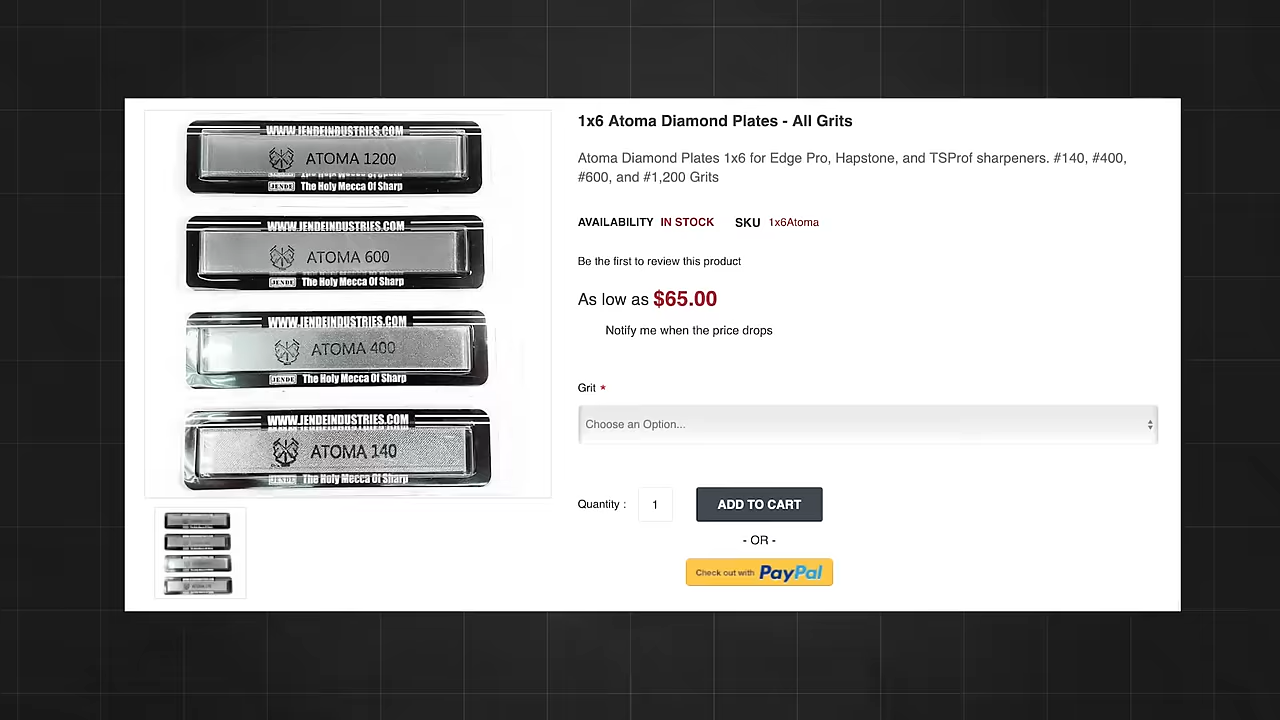 WWW.JENDEINDUSTRIES.COM
ATOMA 1200
JENDE The Holy Mecca Of Sharp
WWW.JENDEINDUSTRIES.COM
ATOMA 600
JENDE The Holy Mecca Of Sharp
WWW.JENDEINDUSTRIES.COM
ATOMA 400
JENDE The Holy Mecca Of Sharp
WWW.JENDEINDUSTRIES.COM
ATOMA 140
JENDE The Holy Mecca Of Sharp
1x6 Atoma Diamond Plates - All Grits
Atoma Diamond Plates 1x6 for Edge Pro, Hapstone, and TSProf sharpeners. #140, #400,
#600, and #1,200 Grits
AVAILABILITY IN STOCK SKU 1x6Atoma
Be the first to review this product
As low as $65.00
Notify me when the price drops
Grit *
Choose an Option...
Quantity : 1 ADD TO CART
- OR -
Check out with PayPal